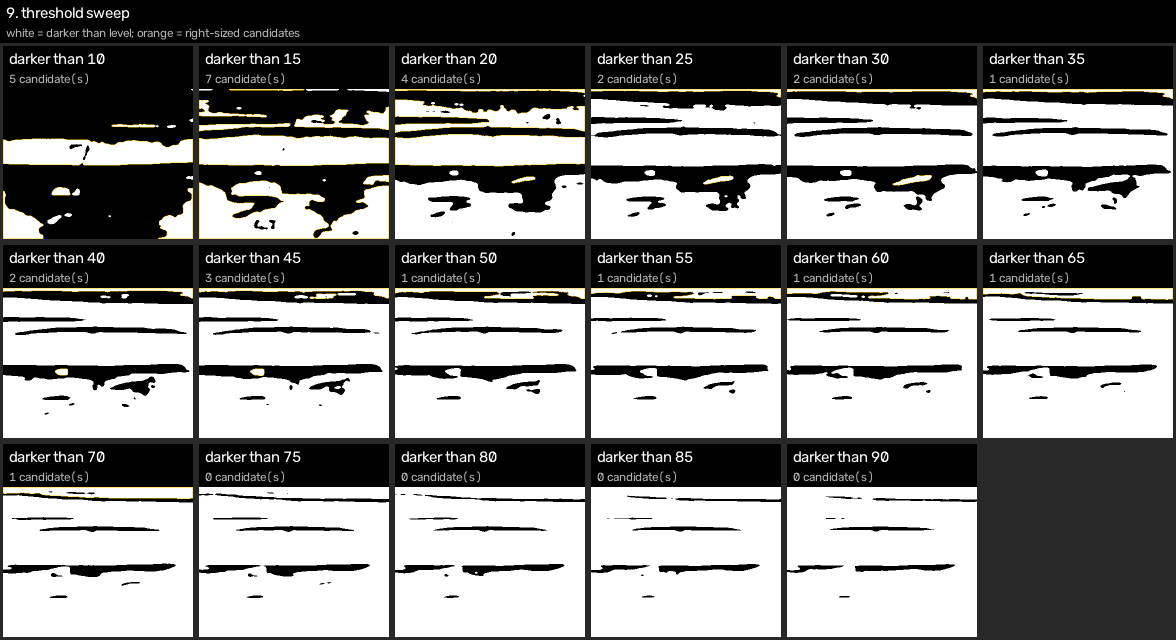 9. threshold sweep
white = darker than level; orange = right-sized candidates
darker than 10
5 candidate(s)
darker than 15
7 candidate(s)
darker than 20
4 candidate(s)
darker than 25
2 candidate(s)
darker than 30
2 candidate(s)
darker than 35
1 candidate(s)
darker than 40
2 candidate(s)
darker than 45
3 candidate(s)
darker than 50
1 candidate(s)
darker than 55
1 candidate(s)
darker than 60
1 candidate(s)
darker than 65
1 candidate(s)
darker than 70
1 candidate(s)
darker than 75
0 candidate(s)
darker than 80
0 candidate(s)
darker than 85
0 candidate(s)
darker than 90
0 candidate(s)